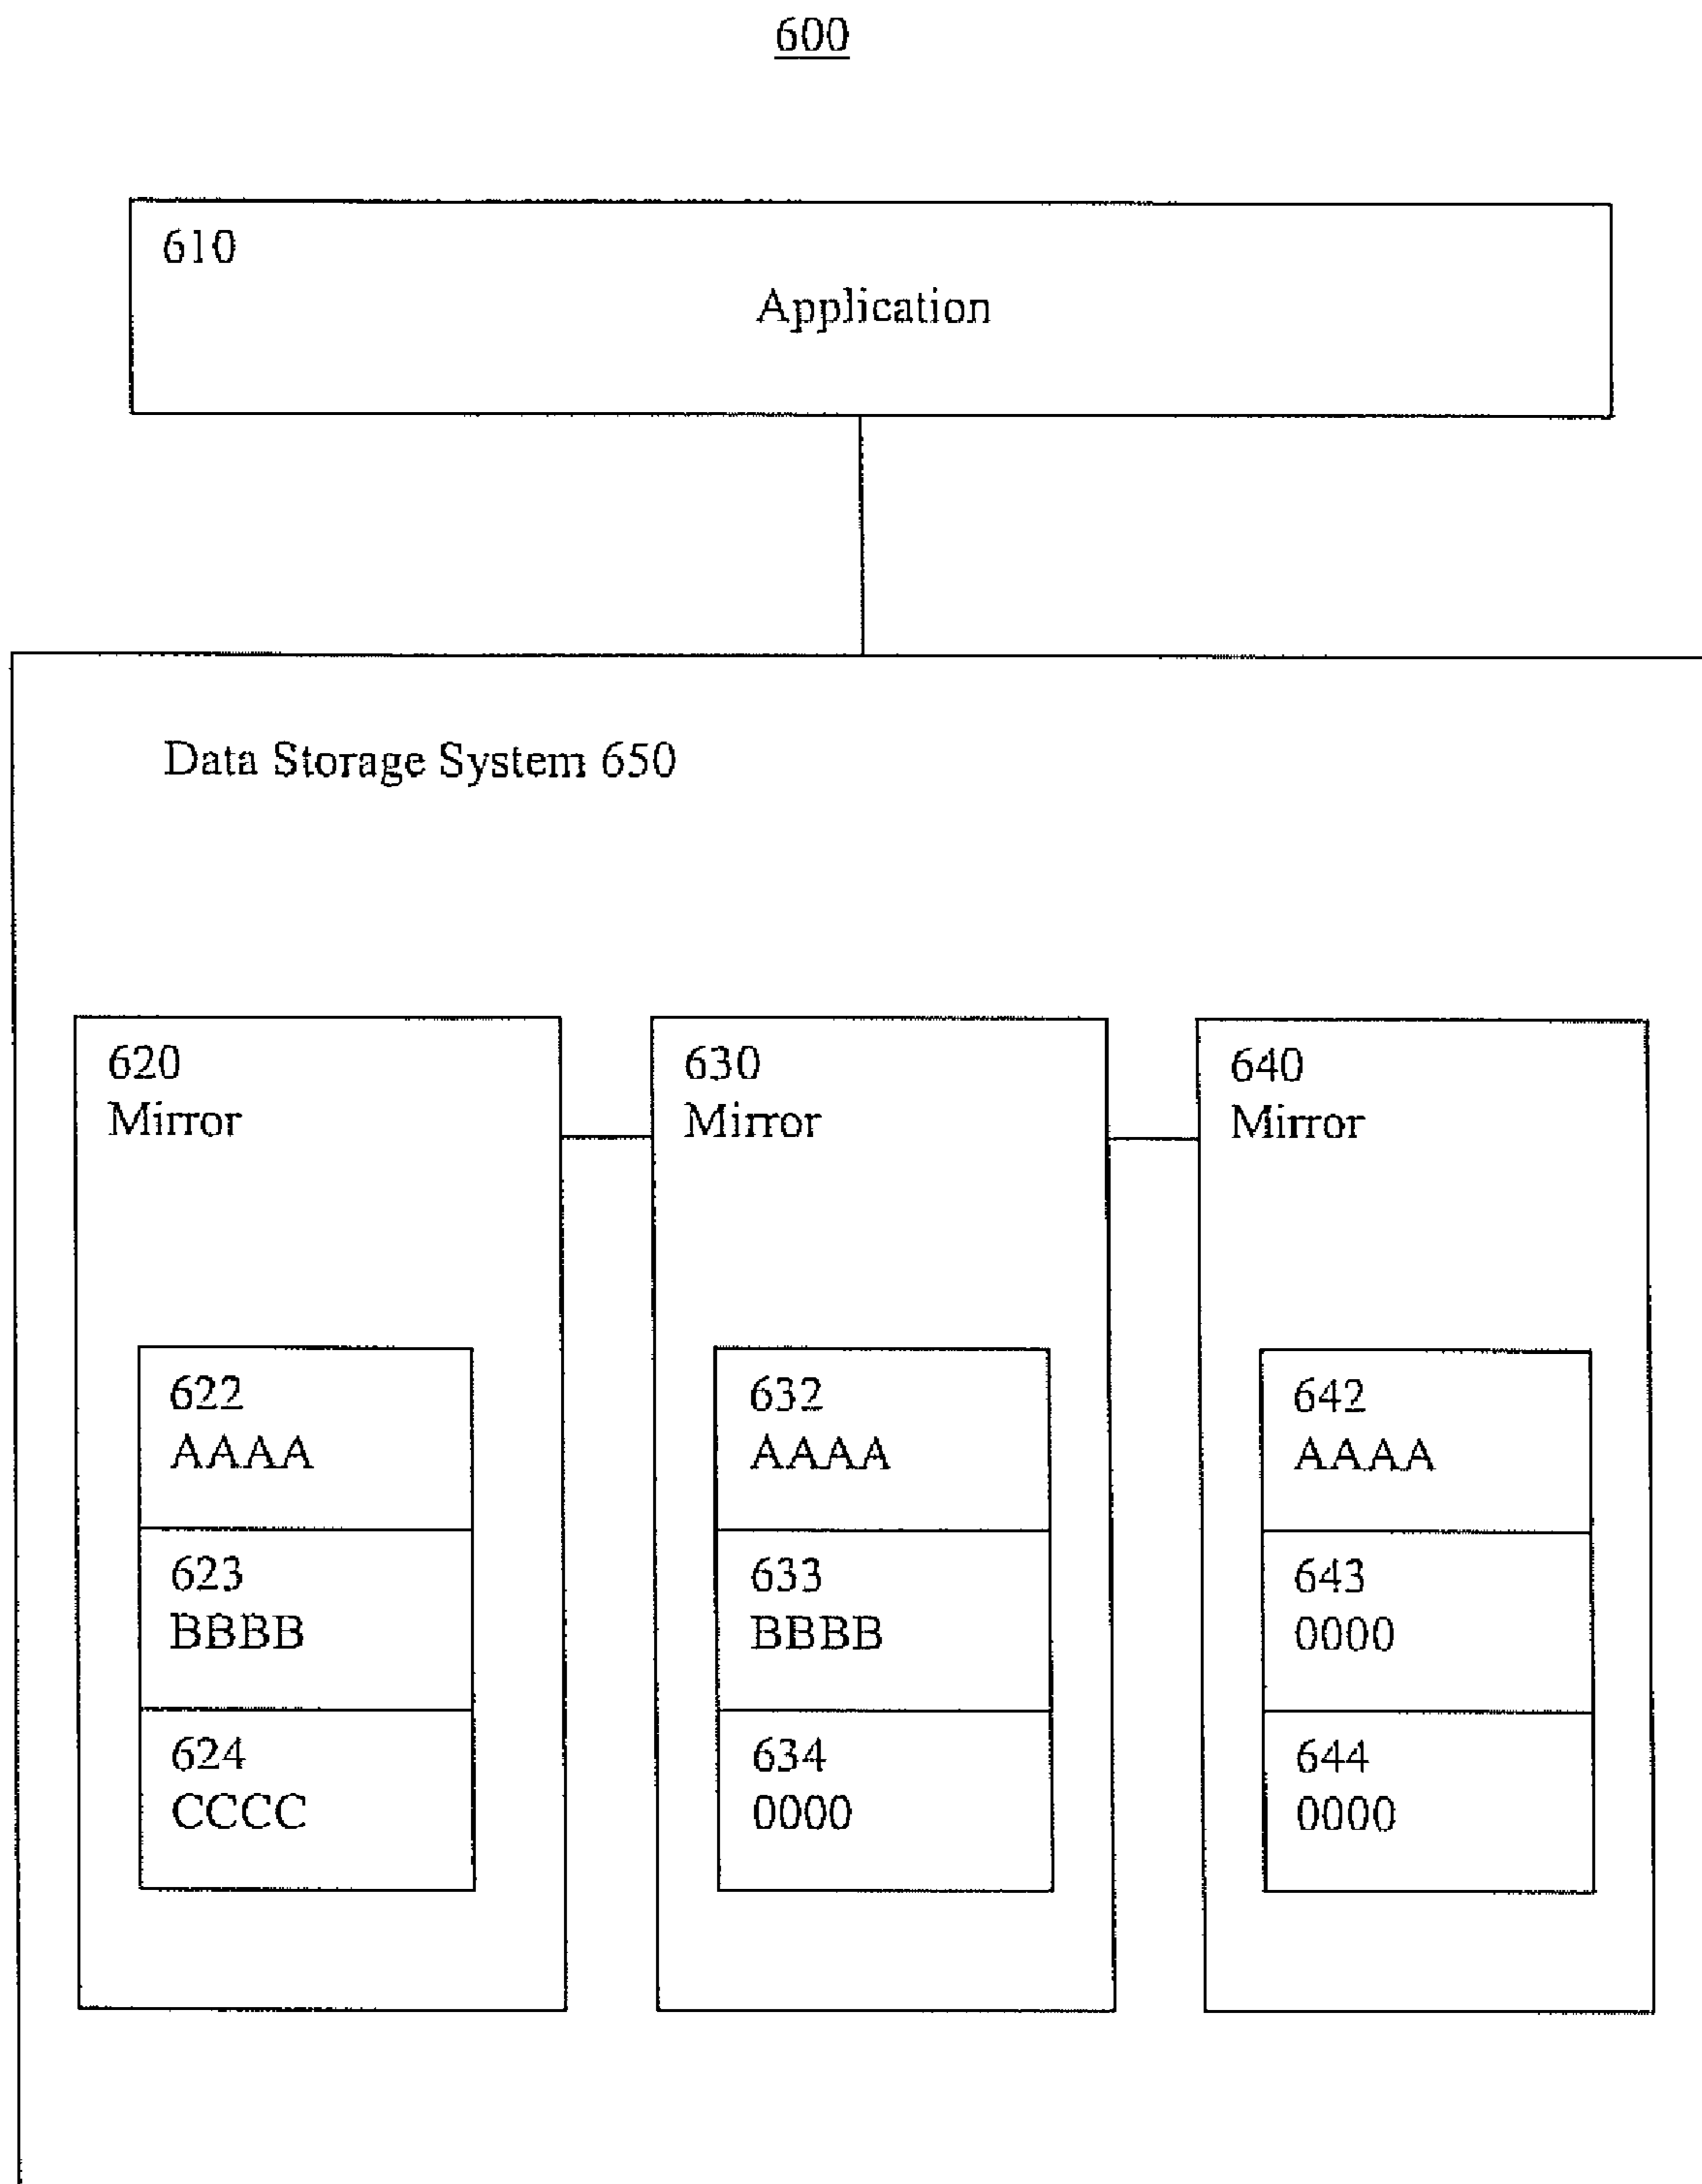 600
610
Application
Data Storage System 650
620
Mirror
630
Mirror
640
Mirror
622
AAAA
623
BBBB
624
CCCC
632
AAAA
633
BBBB
634
0000
642
AAAA
643
0000
644
0000